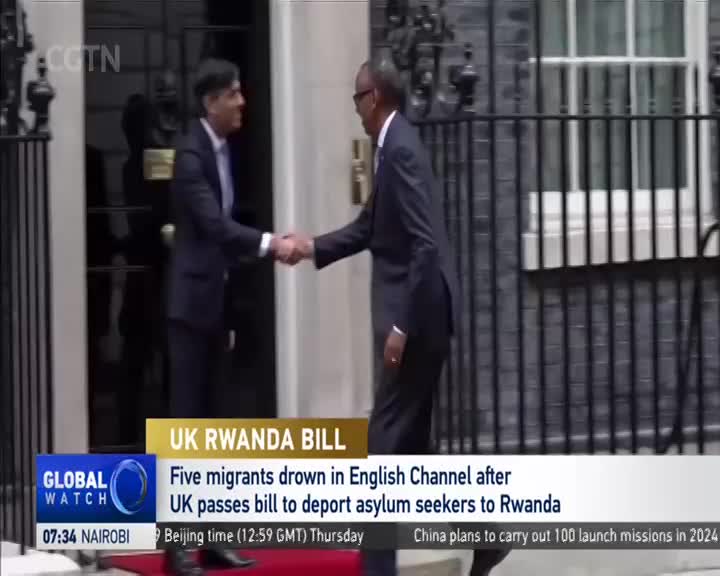 CGTN
UK RWANDA BILL
Five migrants drown in English Channel after
UK passes bill to deport asylum seekers to Rwanda
GLOBAL
WATCH
07:34 NAIROBI
9 Beijing time (12:59 GMT) Thursday China plans to carry out 100 launch missions in 2024